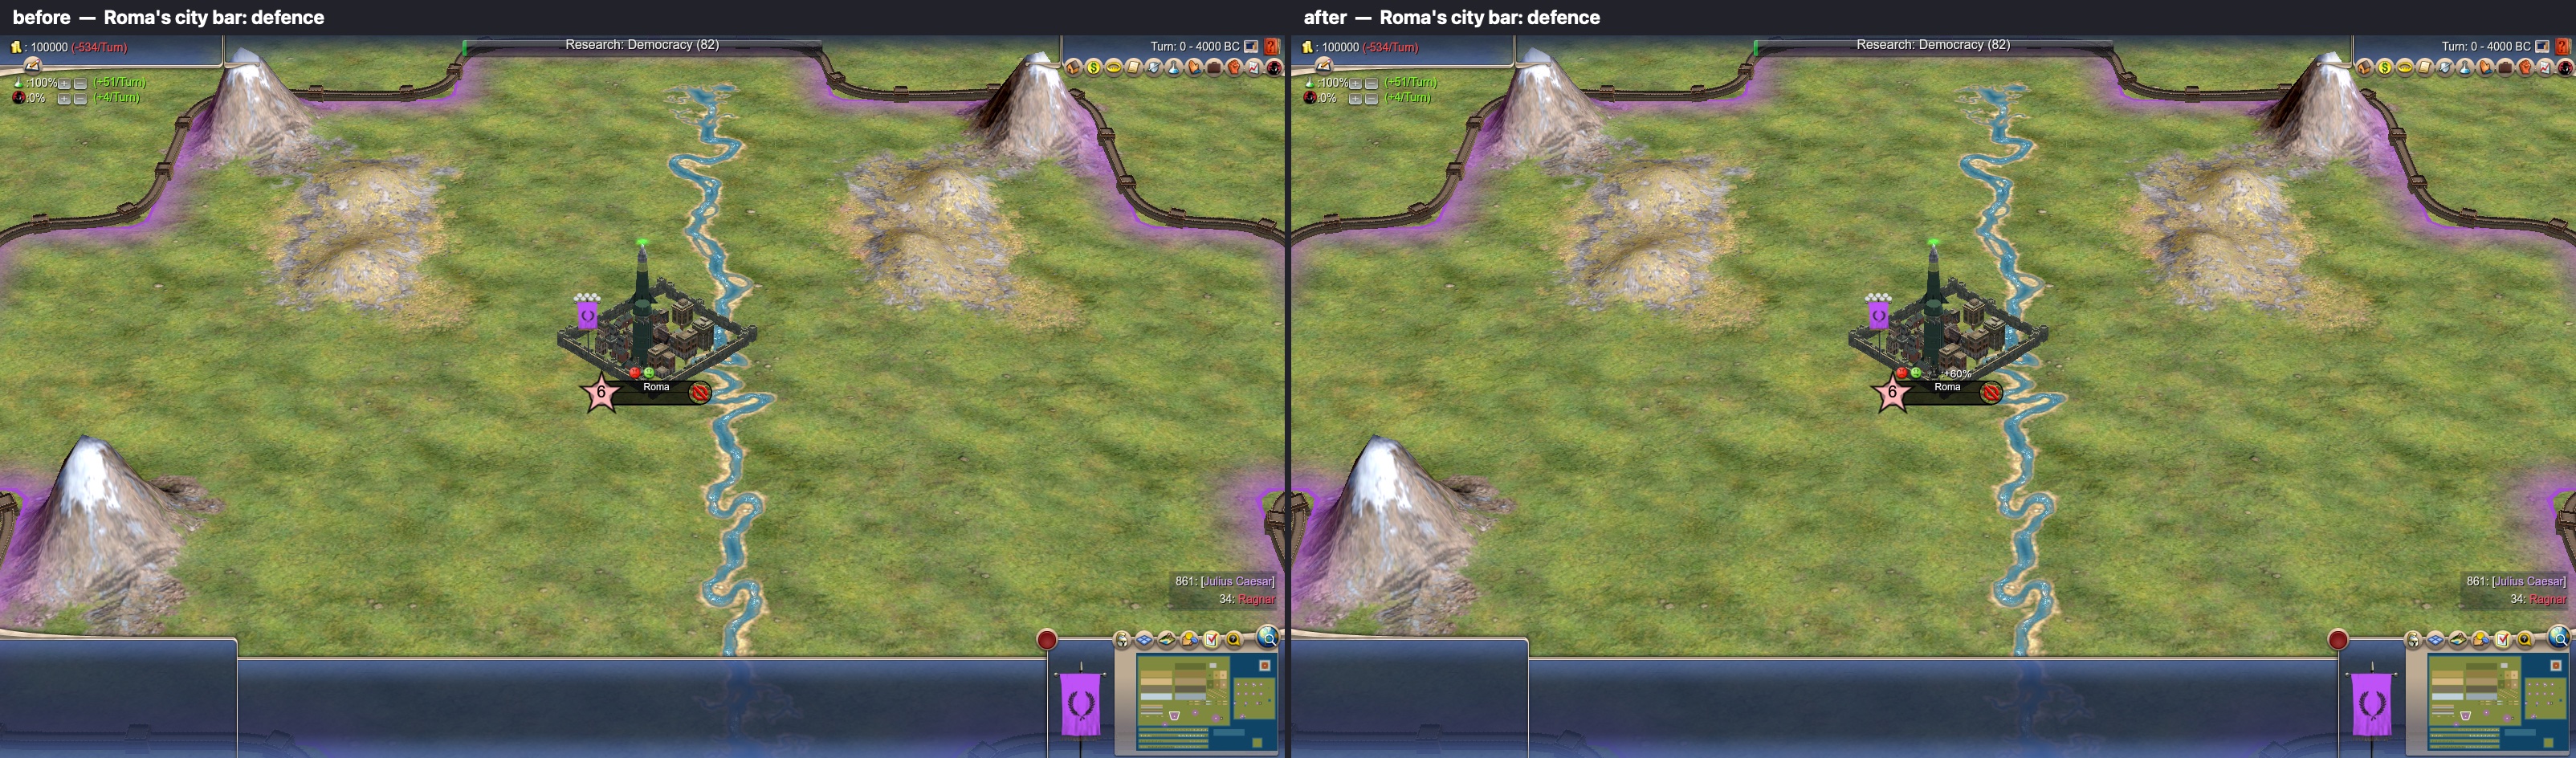 before — Roma's city bar: defence
: 100000 (-534/Turn)
Research: Democracy (82)
Turn: 0 - 4000 BC
:100% (+51/Turn)
:0% (+4/Turn)
6
Roma
861: [Julius Caesar]
34: Ragnar
after — Roma's city bar: defence
: 100000 (-534/Turn)
Research: Democracy (82)
Turn: 0 - 4000 BC
:100% (+51/Turn)
:0% (+4/Turn)
+60%
6
Roma
861: [Julius Caesar]
34: Ragnar